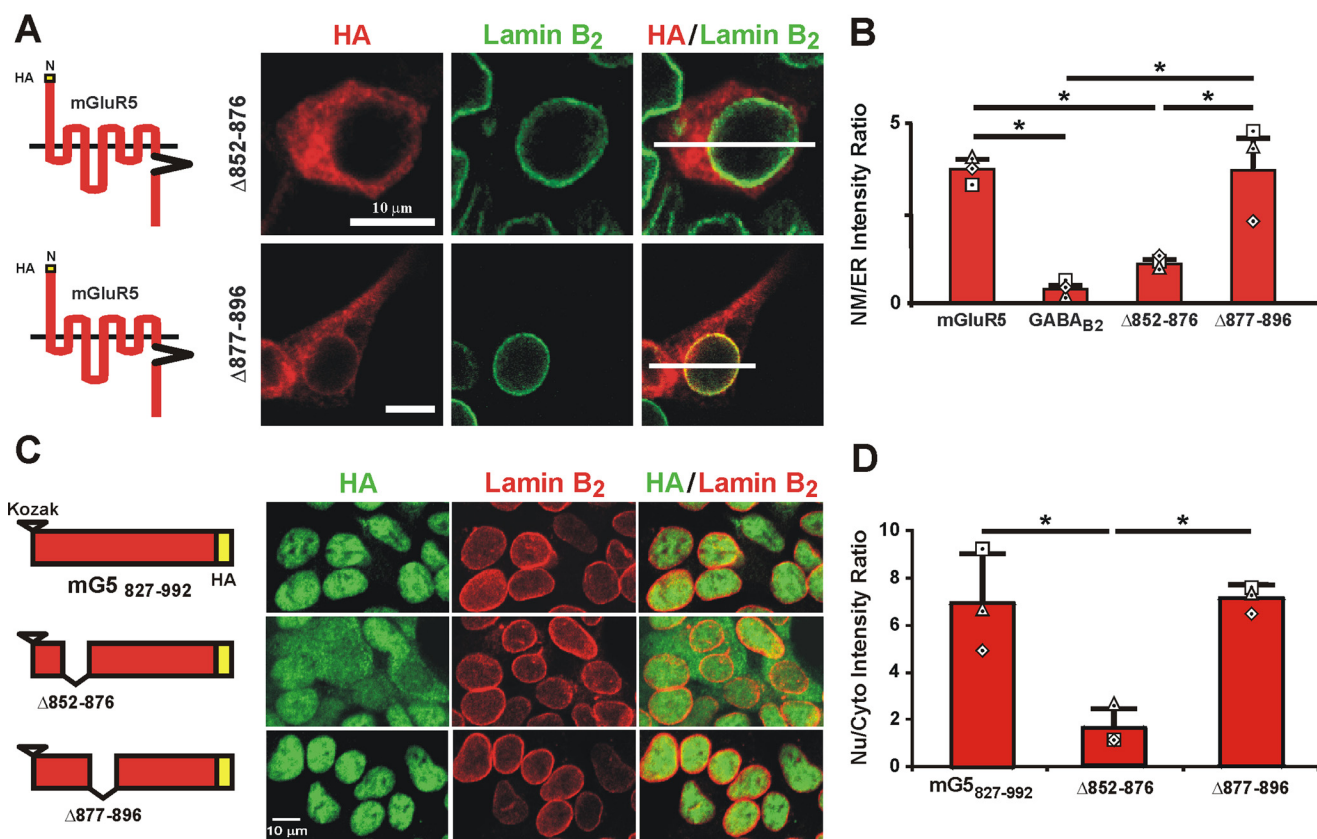 A
HA
Lamin B2
HA/Lamin B2
HA
N
mGluR5
Δ852-876
10 μm
HA
N
mGluR5
Δ877-896
B
NM/ER Intensity Ratio
5
0
*
*
*
*
mGluR5
GABAB2
Δ852-876
Δ877-896
C
HA
Lamin B2
HA/Lamin B2
Kozak
mG5 827-992
HA
Δ852-876
Δ877-896
10 μm
D
Nu/Cyto Intensity Ratio
10
8
6
4
2
0
*
*
mG5827-992
Δ852-876
Δ877-896